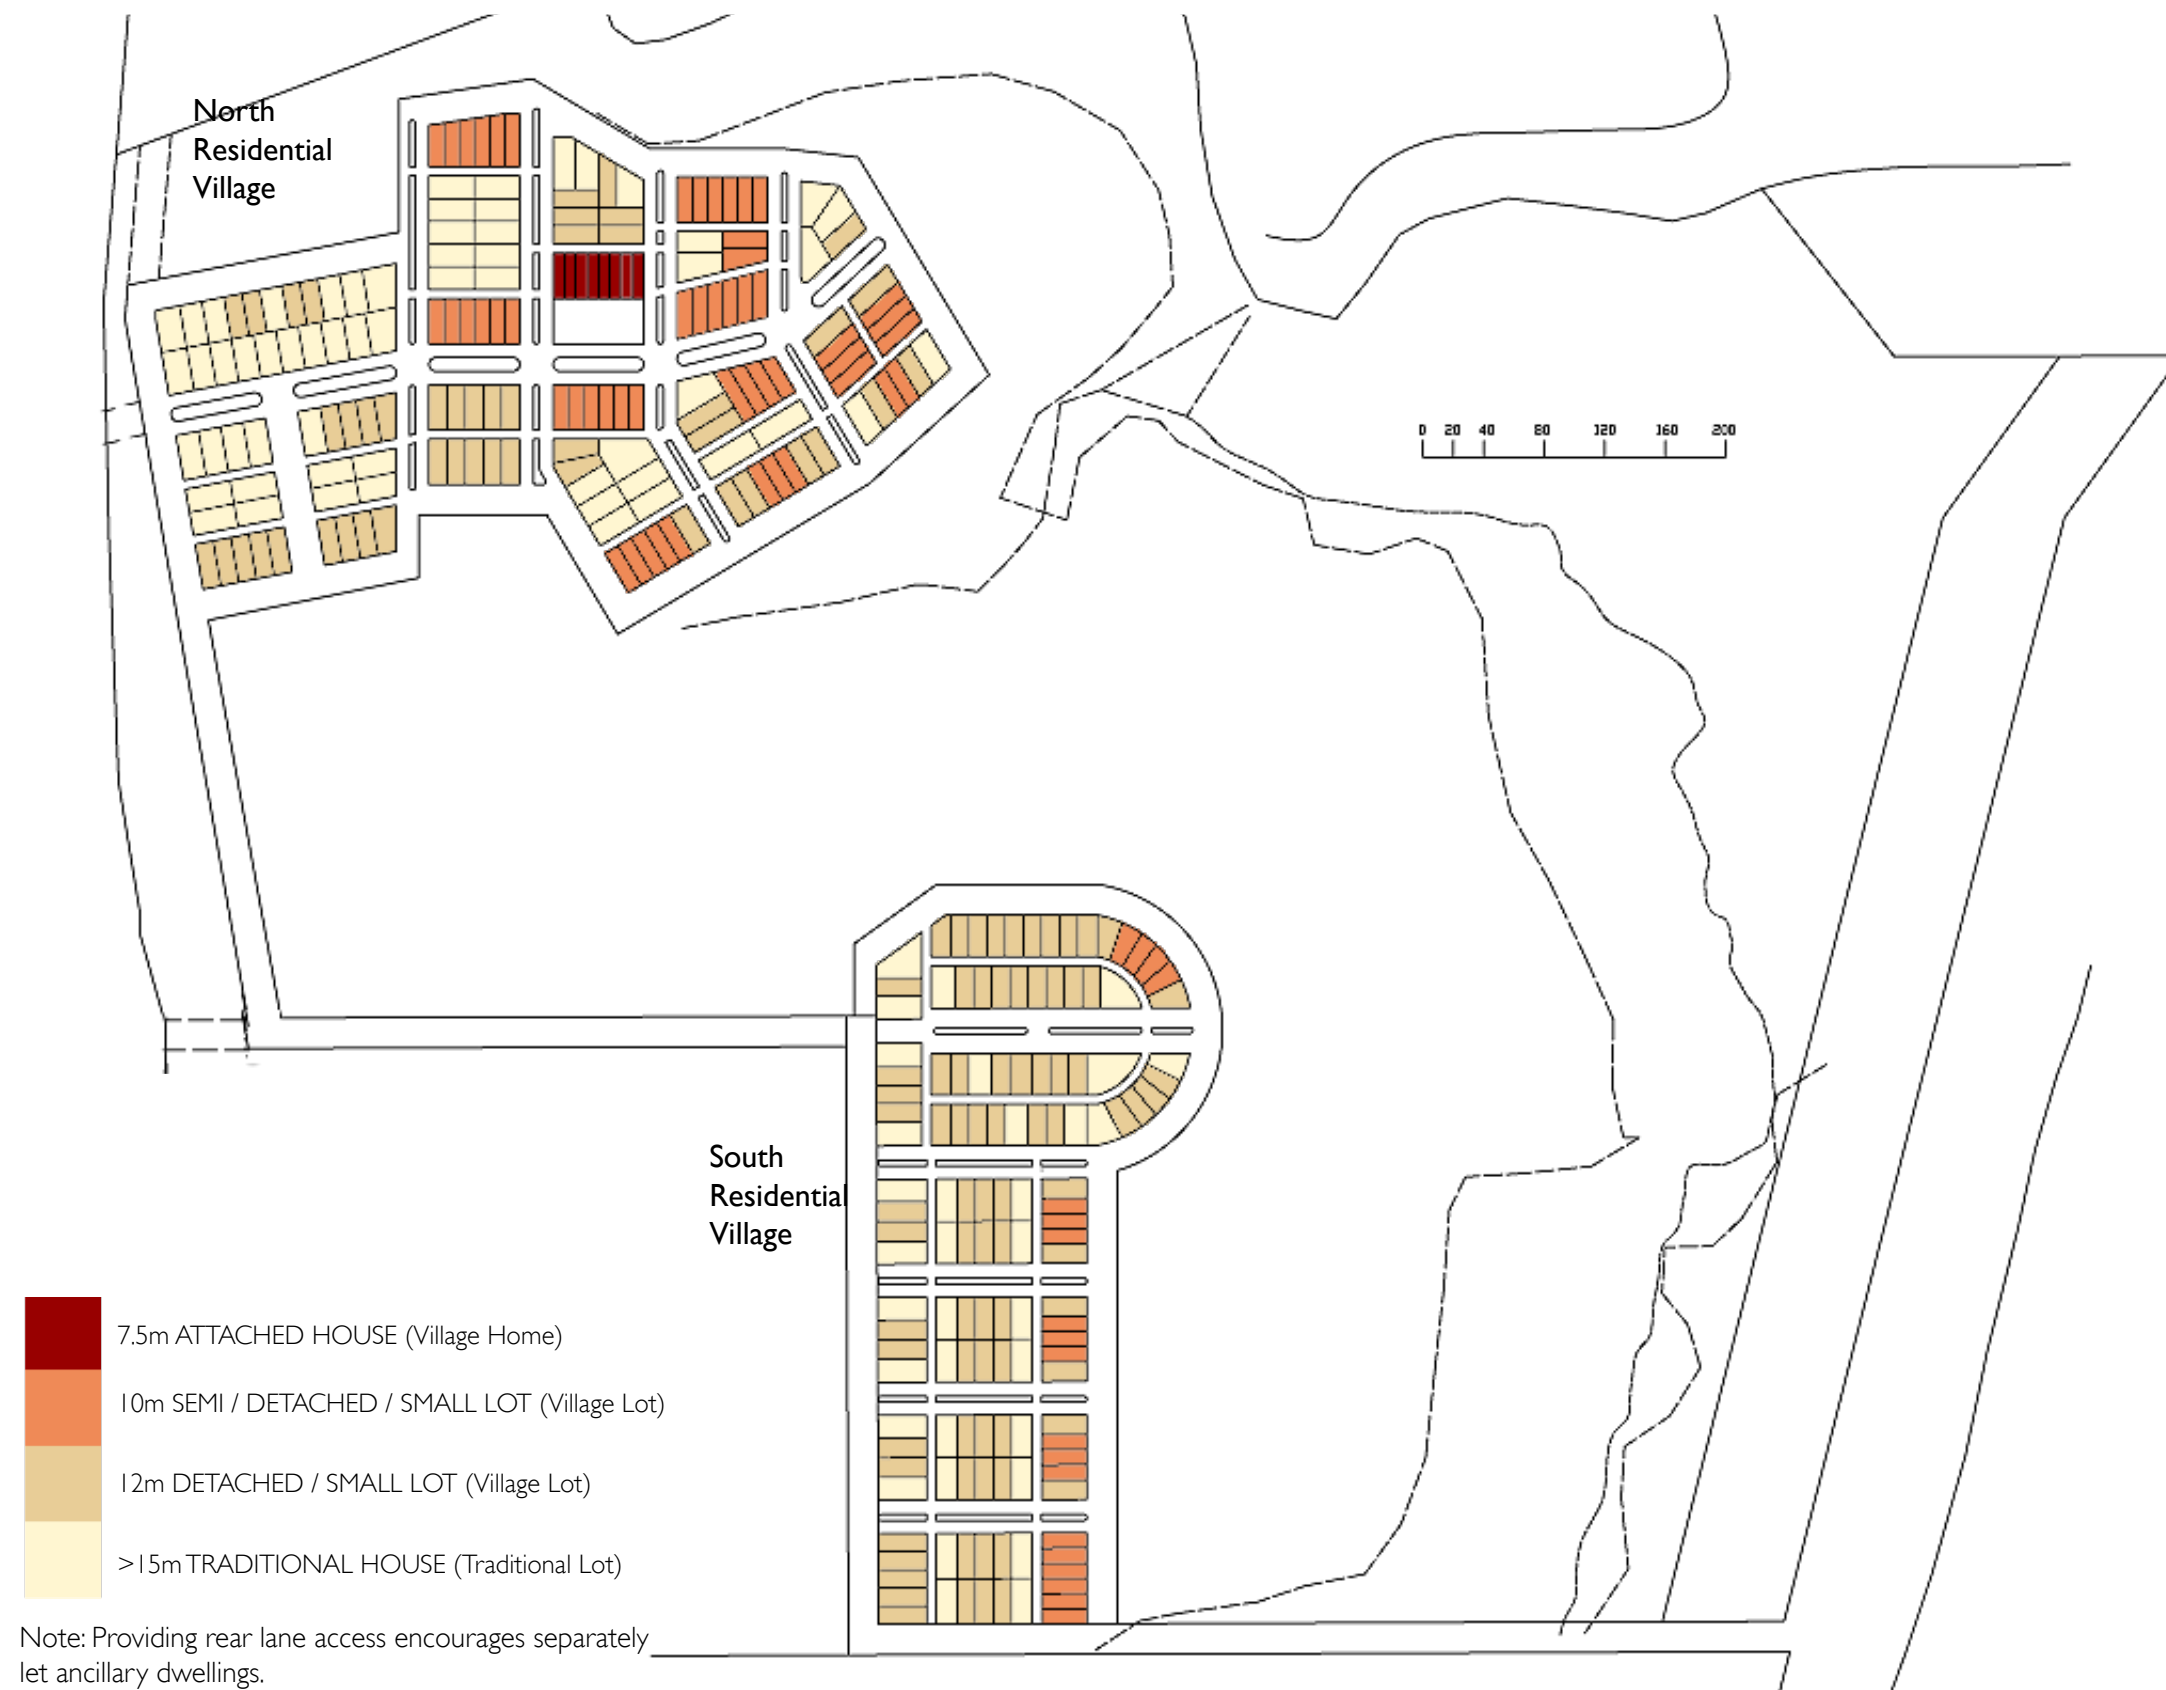 North
Residential
Village
0 20 40 80 120 160 200
South
Residential
Village
7.5m ATTACHED HOUSE (Village Home)
10m SEMI / DETACHED / SMALL LOT (Village Lot)
12m DETACHED / SMALL LOT (Village Lot)
>15m TRADITIONAL HOUSE (Traditional Lot)
Note: Providing rear lane access encourages separately
let ancillary dwellings.